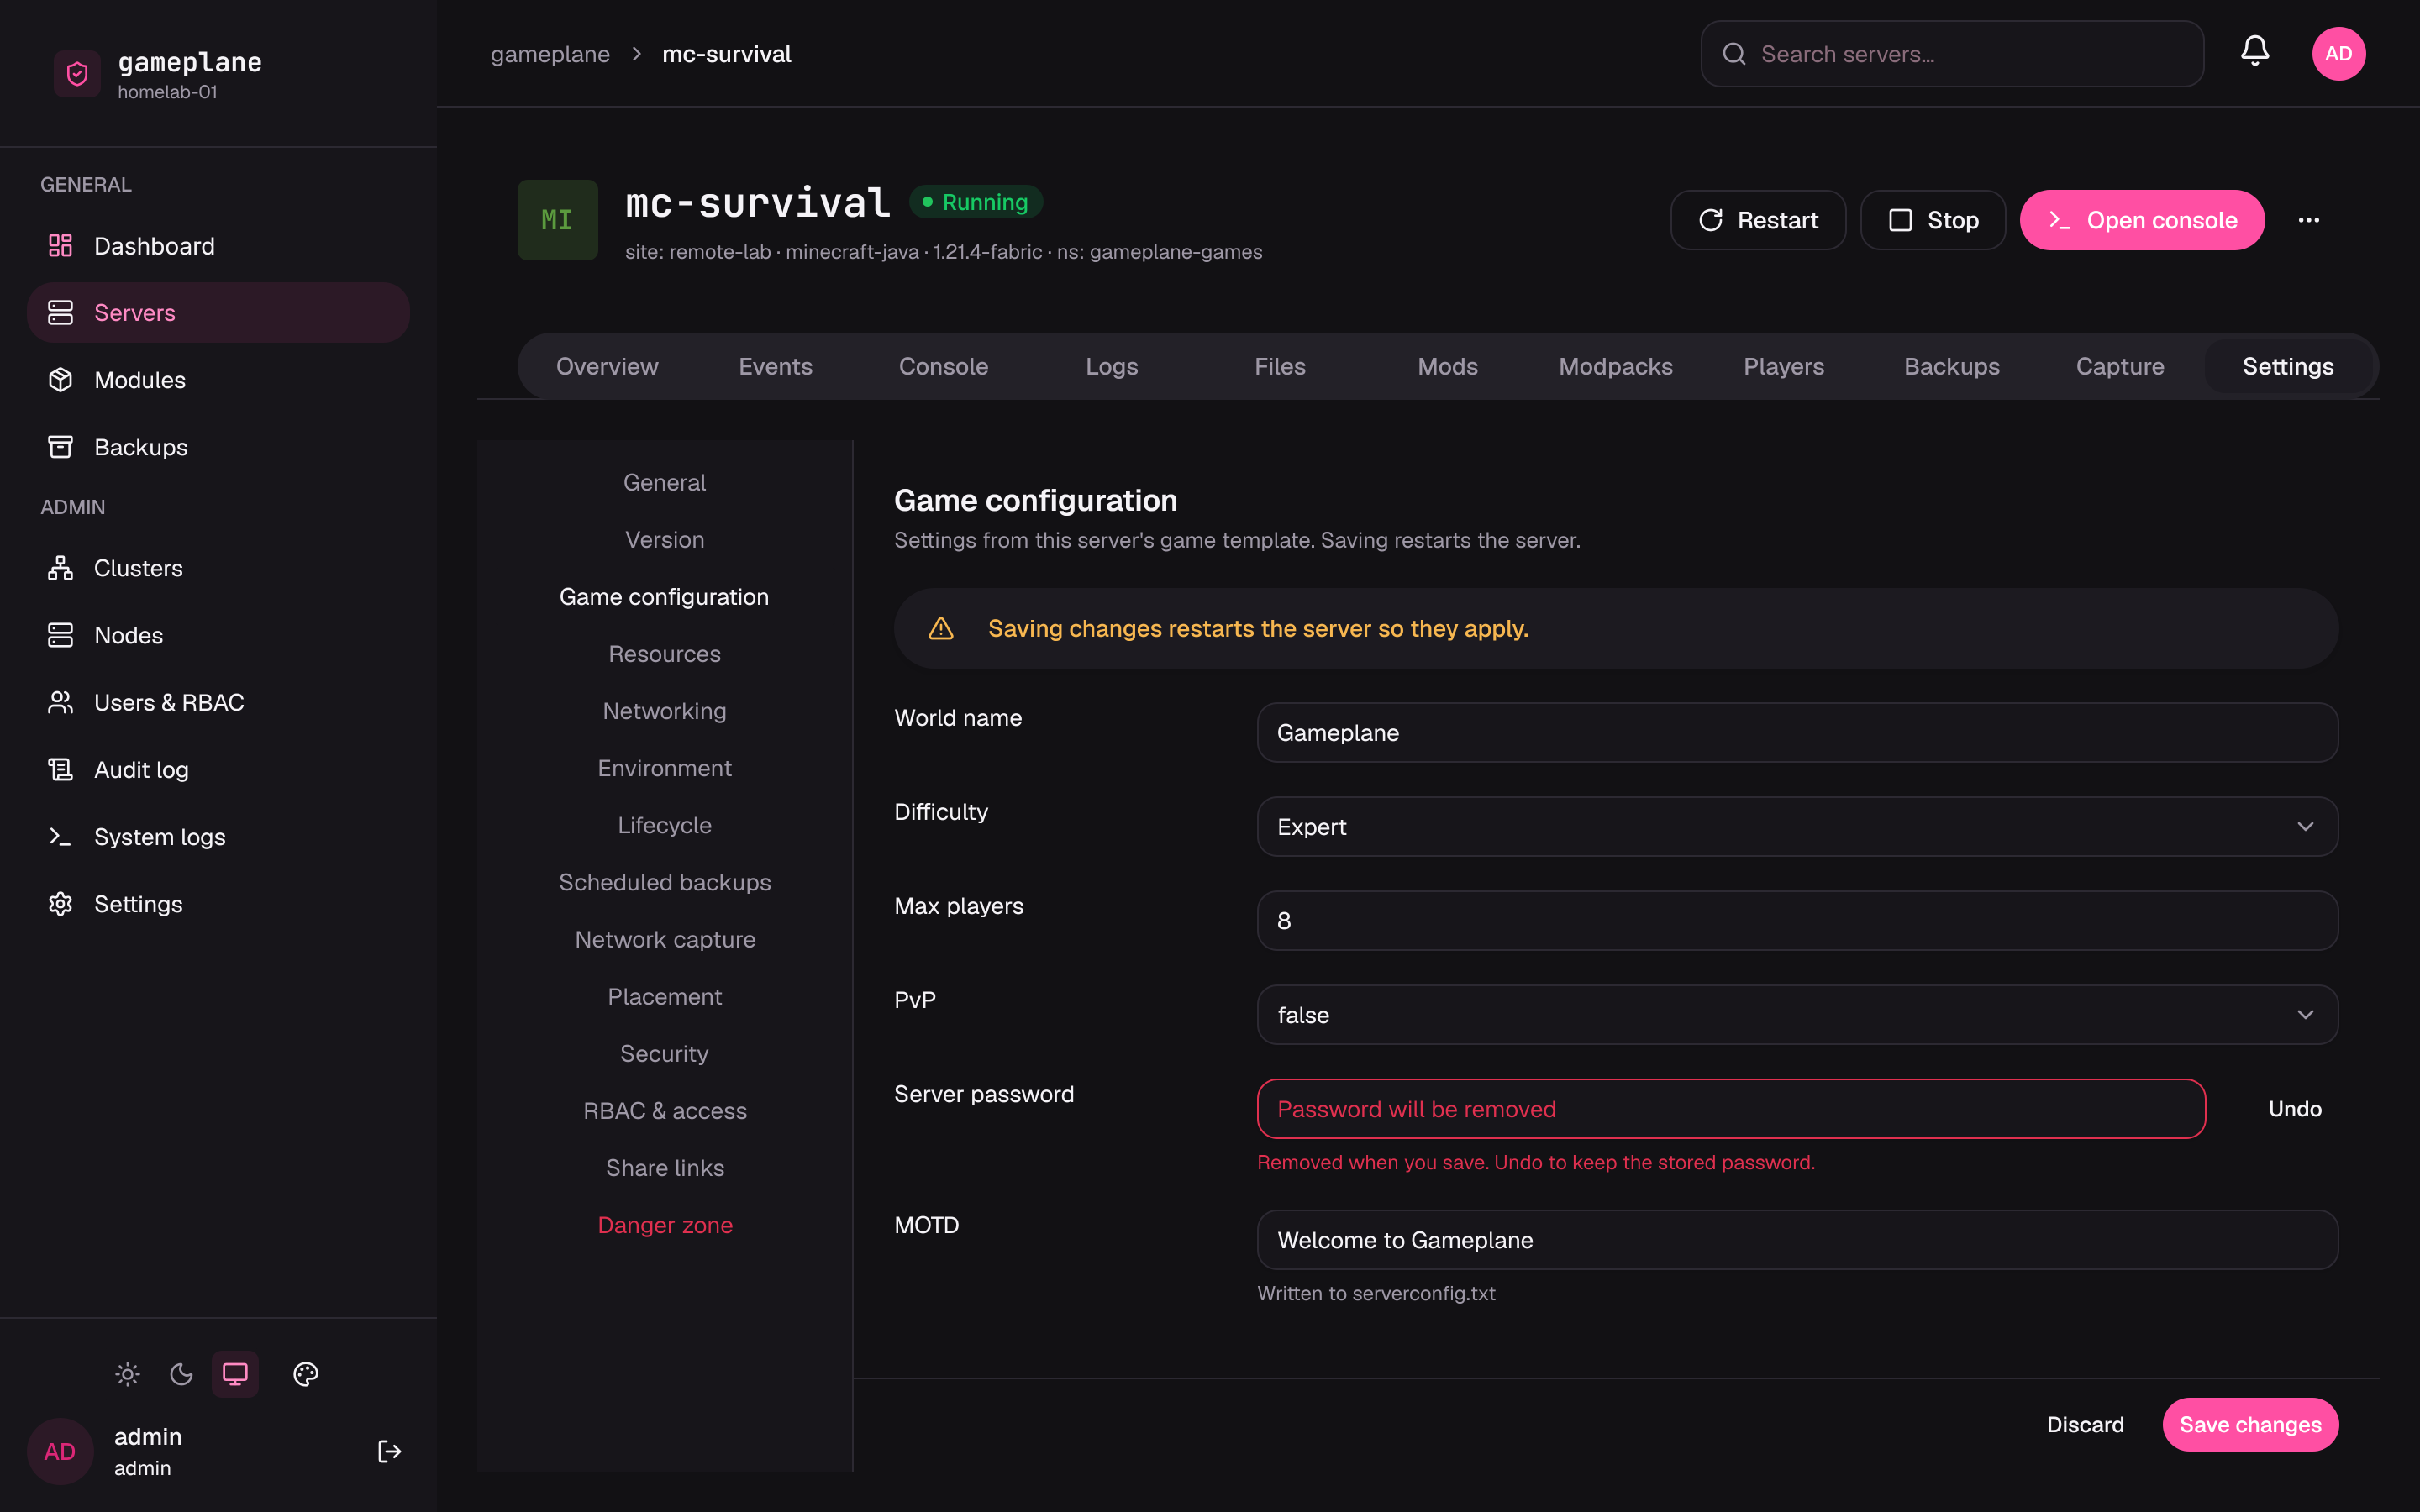 gameplane
homelab-01
GENERAL
Dashboard
Servers
Modules
Backups
ADMIN
Clusters
Nodes
Users & RBAC
Audit log
System logs
Settings
AD
admin
admin
gameplane > mc-survival
Search servers...
AD
MI
mc-survival
Running
site: remote-lab · minecraft-java · 1.21.4-fabric · ns: gameplane-games
Restart
Stop
Open console
Overview
Events
Console
Logs
Files
Mods
Modpacks
Players
Backups
Capture
Settings
General
Version
Game configuration
Resources
Networking
Environment
Lifecycle
Scheduled backups
Network capture
Placement
Security
RBAC & access
Share links
Danger zone
Game configuration
Settings from this server's game template. Saving restarts the server.
Saving changes restarts the server so they apply.
World name
Gameplane
Difficulty
Expert
Max players
8
PvP
false
Server password
Password will be removed
Undo
Removed when you save. Undo to keep the stored password.
MOTD
Welcome to Gameplane
Written to serverconfig.txt
Discard
Save changes